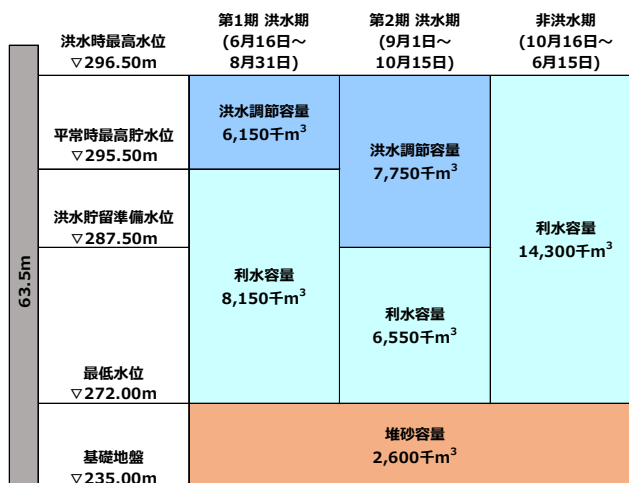 第1期 洪水期
(6月16日～
8月31日)
第2期 洪水期
(9月1日～
10月15日)
非洪水期
(10月16日～
6月15日)
洪水時最高水位
▽296.50m
平常時最高貯水位
▽295.50m
洪水貯留準備水位
▽287.50m
最低水位
▽272.00m
基礎地盤
▽235.00m
63.5m
洪水調節容量
6,150千m³
利水容量
8,150千m³
洪水調節容量
7,750千m³
利水容量
6,550千m³
利水容量
14,300千m³
堆砂容量
2,600千m³